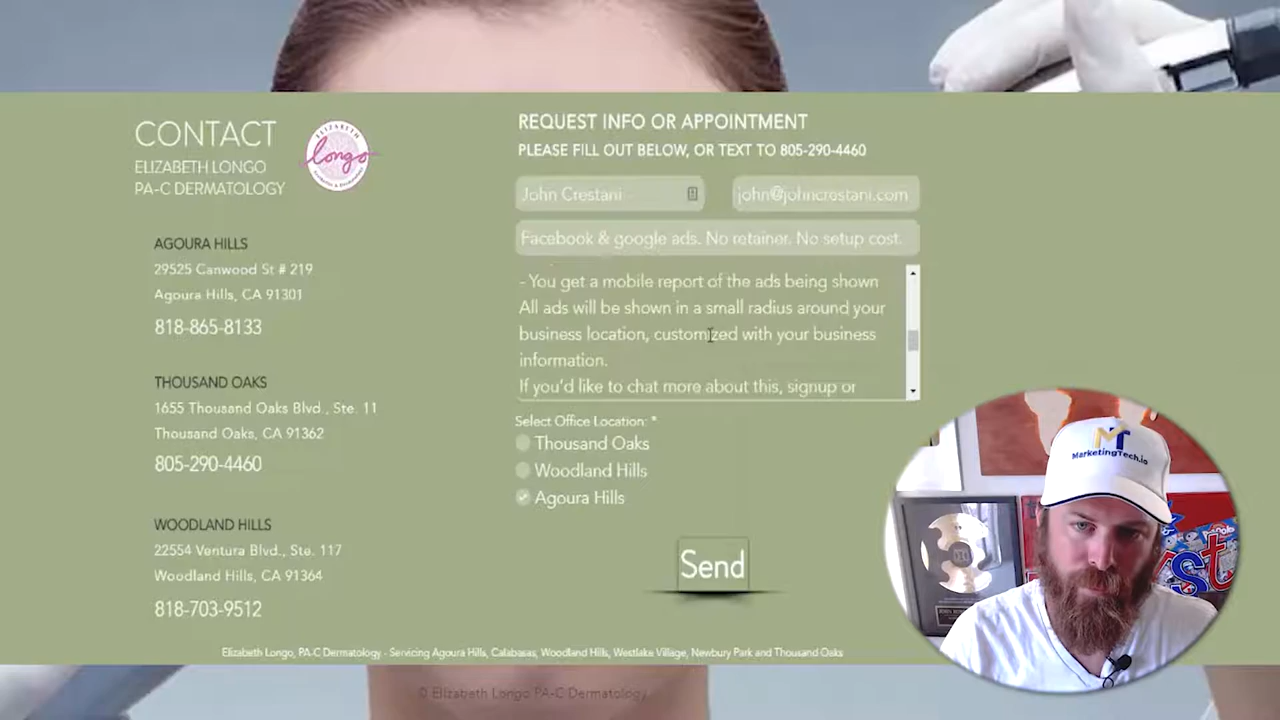 CONTACT
ELIZABETH LONGO
PA-C DERMATOLOGY
ELIZABETH
longo
AGOURA HILLS
29525 Canwood St # 219
Agoura Hills, CA 91301
818-865-8133
THOUSAND OAKS
1655 Thousand Oaks Blvd., Ste. 11
Thousand Oaks, CA 91362
805-290-4460
WOODLAND HILLS
22554 Ventura Blvd., Ste. 117
Woodland Hills, CA 91364
818-703-9512
REQUEST INFO OR APPOINTMENT
PLEASE FILL OUT BELOW, OR TEXT TO 805-290-4460
John Crestani
john@johncrestani.com
Facebook & google ads. No retainer. No setup cost.
- You get a mobile report of the ads being shown
All ads will be shown in a small radius around your
business location, customized with your business
information.
If you'd like to chat more about this, signup or
Select Office Location: *
Thousand Oaks
Woodland Hills
Agoura Hills
Send
Elizabeth Longo, PA-C Dermatology - Servicing Agoura Hills, Calabasas, Woodland Hills, Westlake Village, Newbury Park and Thousand Oaks
© Elizabeth Longo PA-C Dermatology
MT
MarketingTech.io